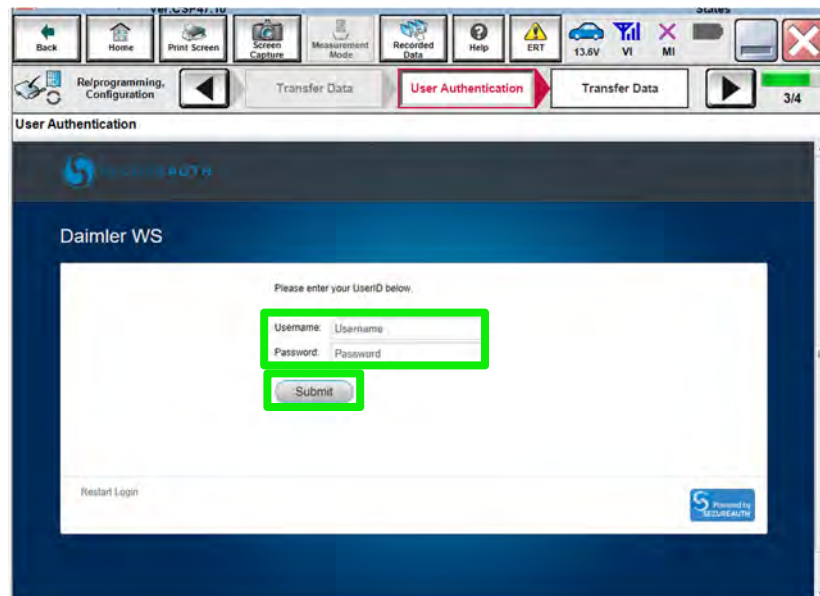 Ver.CSP47.10
States
Back
Home
Print Screen
Screen
Capture
Measurement
Mode
Recorded
Data
Help
ERT
13.6V
VI
MI
Re/programming,
Configuration
Transfer Data
User Authentication
Transfer Data
3/4
User Authentication
Daimler WS
Please enter your UserID below.
Username:
Username
Password:
Password
Submit
Restart Login
Powered by
SECUREAUTH